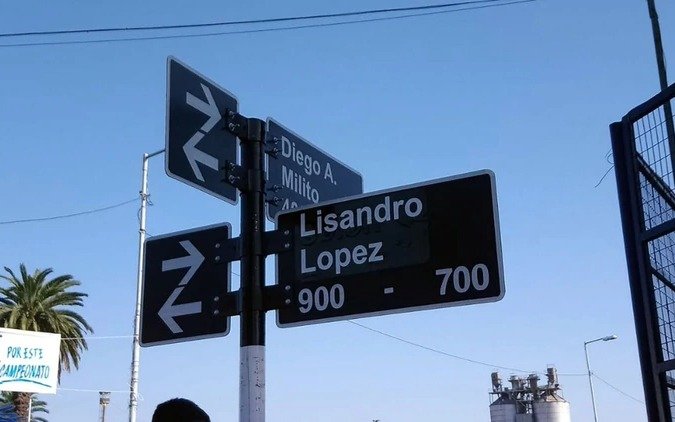 Diego A.
Milito
Lisandro
Lopez
900 - 700
POR ESTE
CAMPEONATO